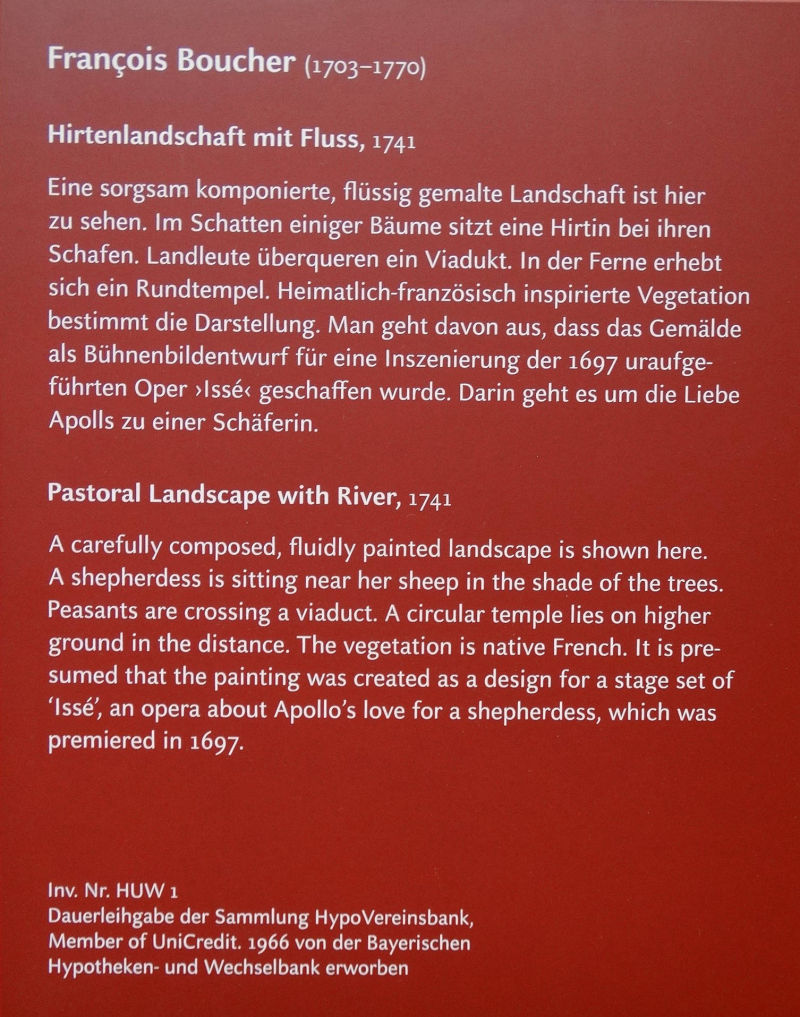 François Boucher (1703–1770)
Hirtenlandschaft mit Fluss, 1741
Eine sorgsam komponierte, flüssig gemalte Landschaft ist hier
zu sehen. Im Schatten einiger Bäume sitzt eine Hirtin bei ihren
Schafen. Landleute überqueren ein Viadukt. In der Ferne erhebt
sich ein Rundtempel. Heimatlich-französisch inspirierte Vegetation
bestimmt die Darstellung. Man geht davon aus, dass das Gemälde
als Bühnenbildentwurf für eine Inszenierung der 1697 uraufge-
führten Oper ›Issé‹ geschaffen wurde. Darin geht es um die Liebe
Apolls zu einer Schäferin.
Pastoral Landscape with River, 1741
A carefully composed, fluidly painted landscape is shown here.
A shepherdess is sitting near her sheep in the shade of the trees.
Peasants are crossing a viaduct. A circular temple lies on higher
ground in the distance. The vegetation is native French. It is pre-
sumed that the painting was created as a design for a stage set of
‘Issé’, an opera about Apollo’s love for a shepherdess, which was
premiered in 1697.
Inv. Nr. HUW 1
Dauerleihgabe der Sammlung HypoVereinsbank,
Member of UniCredit. 1966 von der Bayerischen
Hypotheken- und Wechselbank erworben